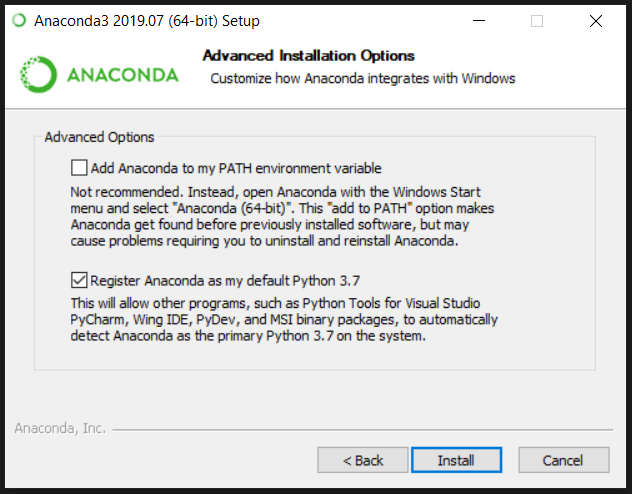 Anaconda3 2019.07 (64-bit) Setup
Advanced Installation Options
Customize how Anaconda integrates with Windows
ANACONDA
Advanced Options
Add Anaconda to my PATH environment variable
Not recommended. Instead, open Anaconda with the Windows Start
menu and select "Anaconda (64-bit)". This "add to PATH" option makes
Anaconda get found before previously installed software, but may
cause problems requiring you to uninstall and reinstall Anaconda.
Register Anaconda as my default Python 3.7
This will allow other programs, such as Python Tools for Visual Studio
PyCharm, Wing IDE, PyDev, and MSI binary packages, to automatically
detect Anaconda as the primary Python 3.7 on the system.
Anaconda, Inc.
< Back
Install
Cancel